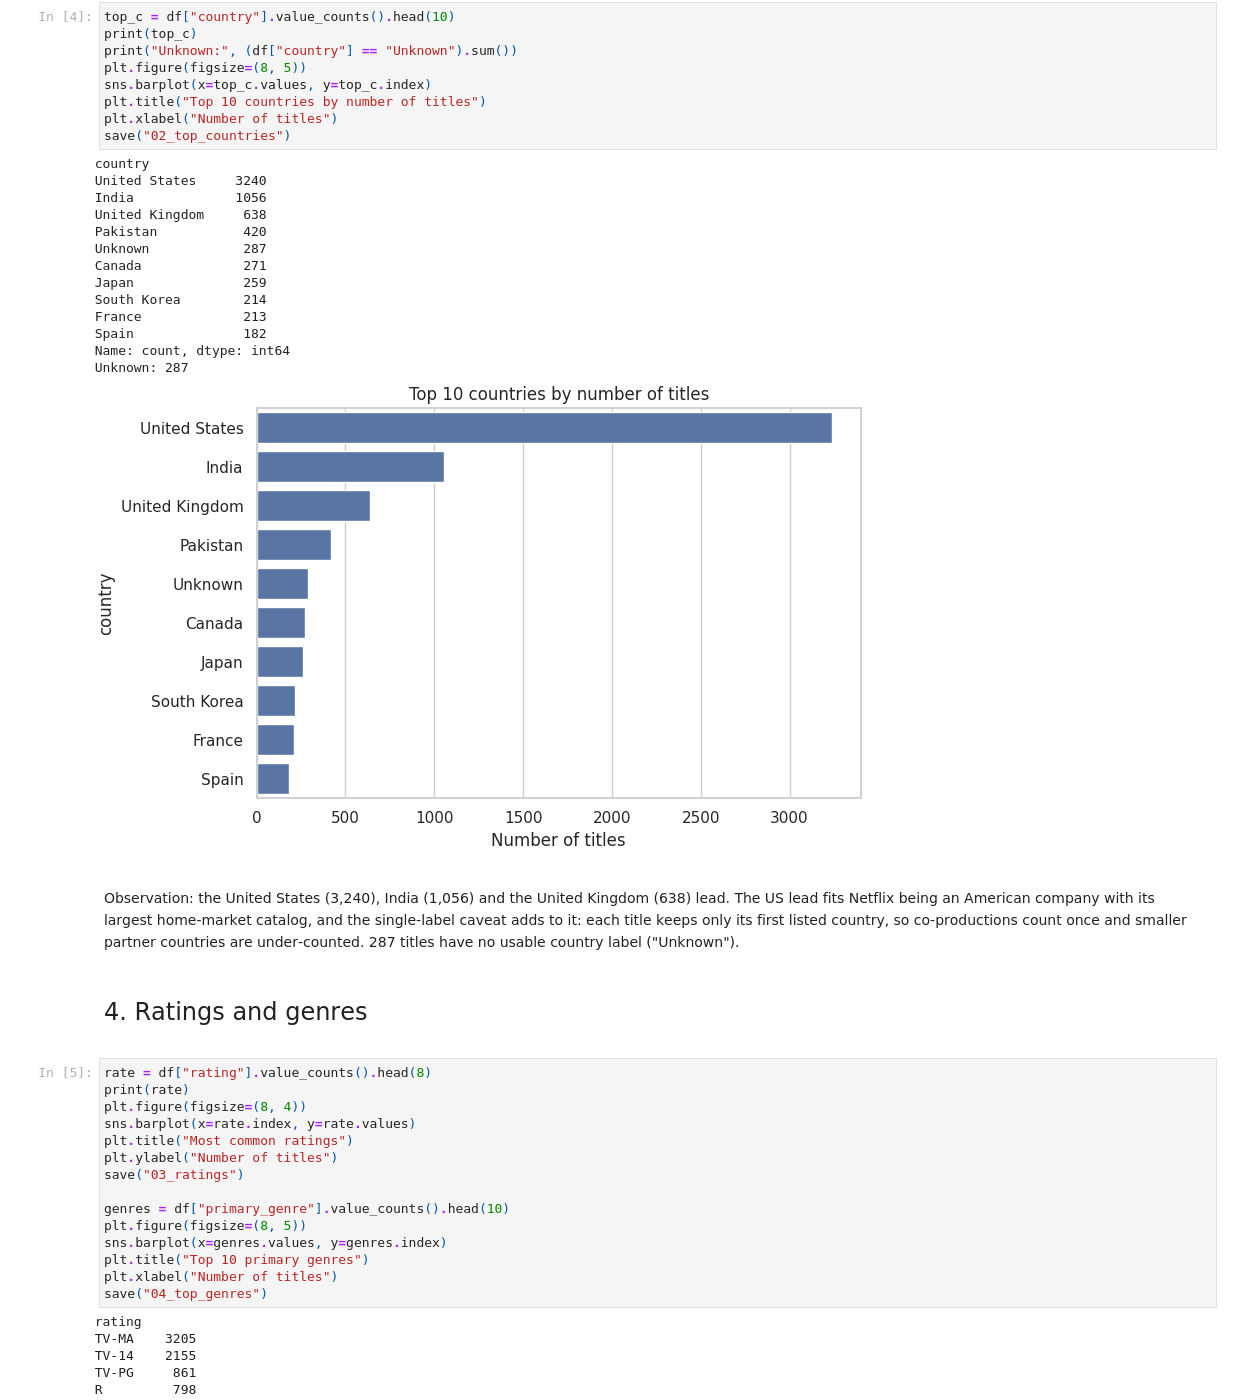 In [4]: top_c = df["country"].value_counts().head(10)
print(top_c)
print("Unknown:", (df["country"] == "Unknown").sum())
plt.figure(figsize=(8, 5))
sns.barplot(x=top_c.values, y=top_c.index)
plt.title("Top 10 countries by number of titles")
plt.xlabel("Number of titles")
save("02_top_countries")
country
United States     3240
India             1056
United Kingdom     638
Pakistan           420
Unknown            287
Canada             271
Japan              259
South Korea        214
France             213
Spain              182
Name: count, dtype: int64
Unknown: 287
Top 10 countries by number of titles
United States
India
United Kingdom
Pakistan
Unknown
Canada
Japan
South Korea
France
Spain
country
0 500 1000 1500 2000 2500 3000
Number of titles
Observation: the United States (3,240), India (1,056) and the United Kingdom (638) lead. The US lead fits Netflix being an American company with its
largest home-market catalog, and the single-label caveat adds to it: each title keeps only its first listed country, so co-productions count once and smaller
partner countries are under-counted. 287 titles have no usable country label ("Unknown").
4. Ratings and genres
In [5]: rate = df["rating"].value_counts().head(8)
print(rate)
plt.figure(figsize=(8, 4))
sns.barplot(x=rate.index, y=rate.values)
plt.title("Most common ratings")
plt.ylabel("Number of titles")
save("03_ratings")
genres = df["primary_genre"].value_counts().head(10)
plt.figure(figsize=(8, 5))
sns.barplot(x=genres.values, y=genres.index)
plt.title("Top 10 primary genres")
plt.xlabel("Number of titles")
save("04_top_genres")
rating
TV-MA    3205
TV-14    2155
TV-PG     861
R         798